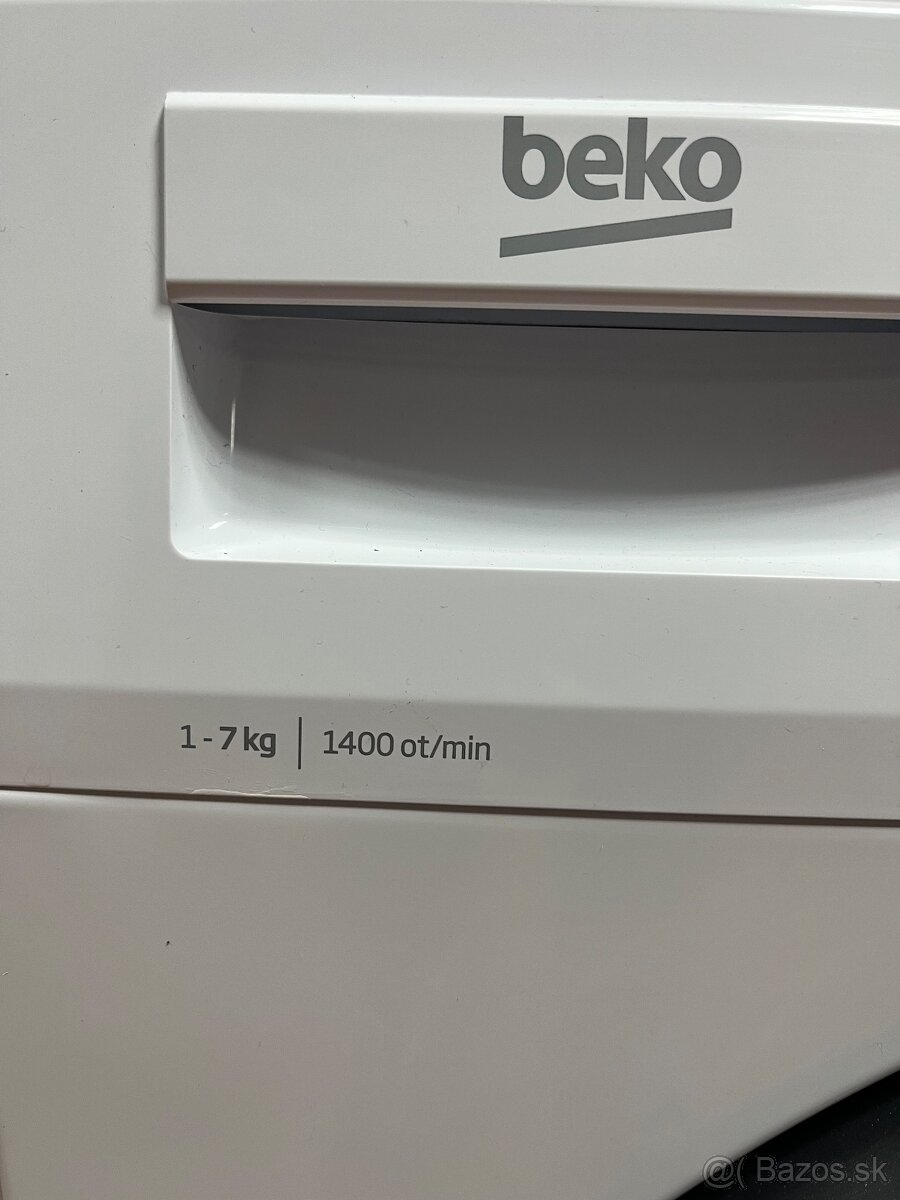 beko
1 - 7 kg | 1400 ot/min
@( Bazos.sk